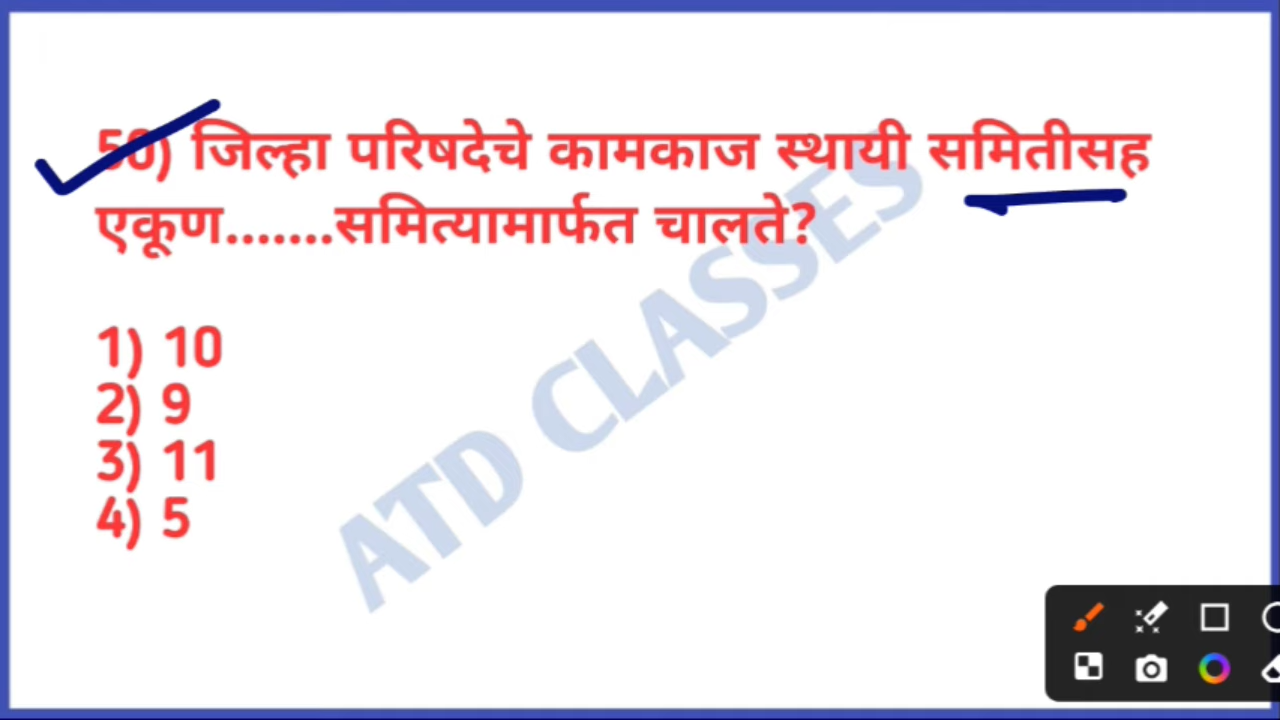 50) जिल्हा परिषदेचे कामकाज स्थायी समितीसह
एकूण.......समित्यामार्फत चालते?
1) 10
2) 9
3) 11
4) 5
ATD CLASSES